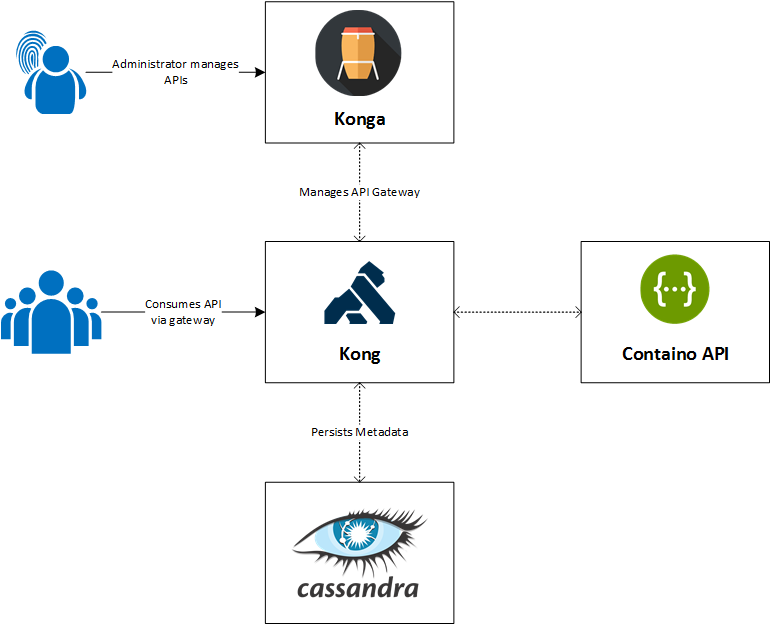 Administrator manages
APIs
Konga
Manages API Gateway
Consumes API
via gateway
Kong
{···}
Containo API
Persists Metadata
cassandra